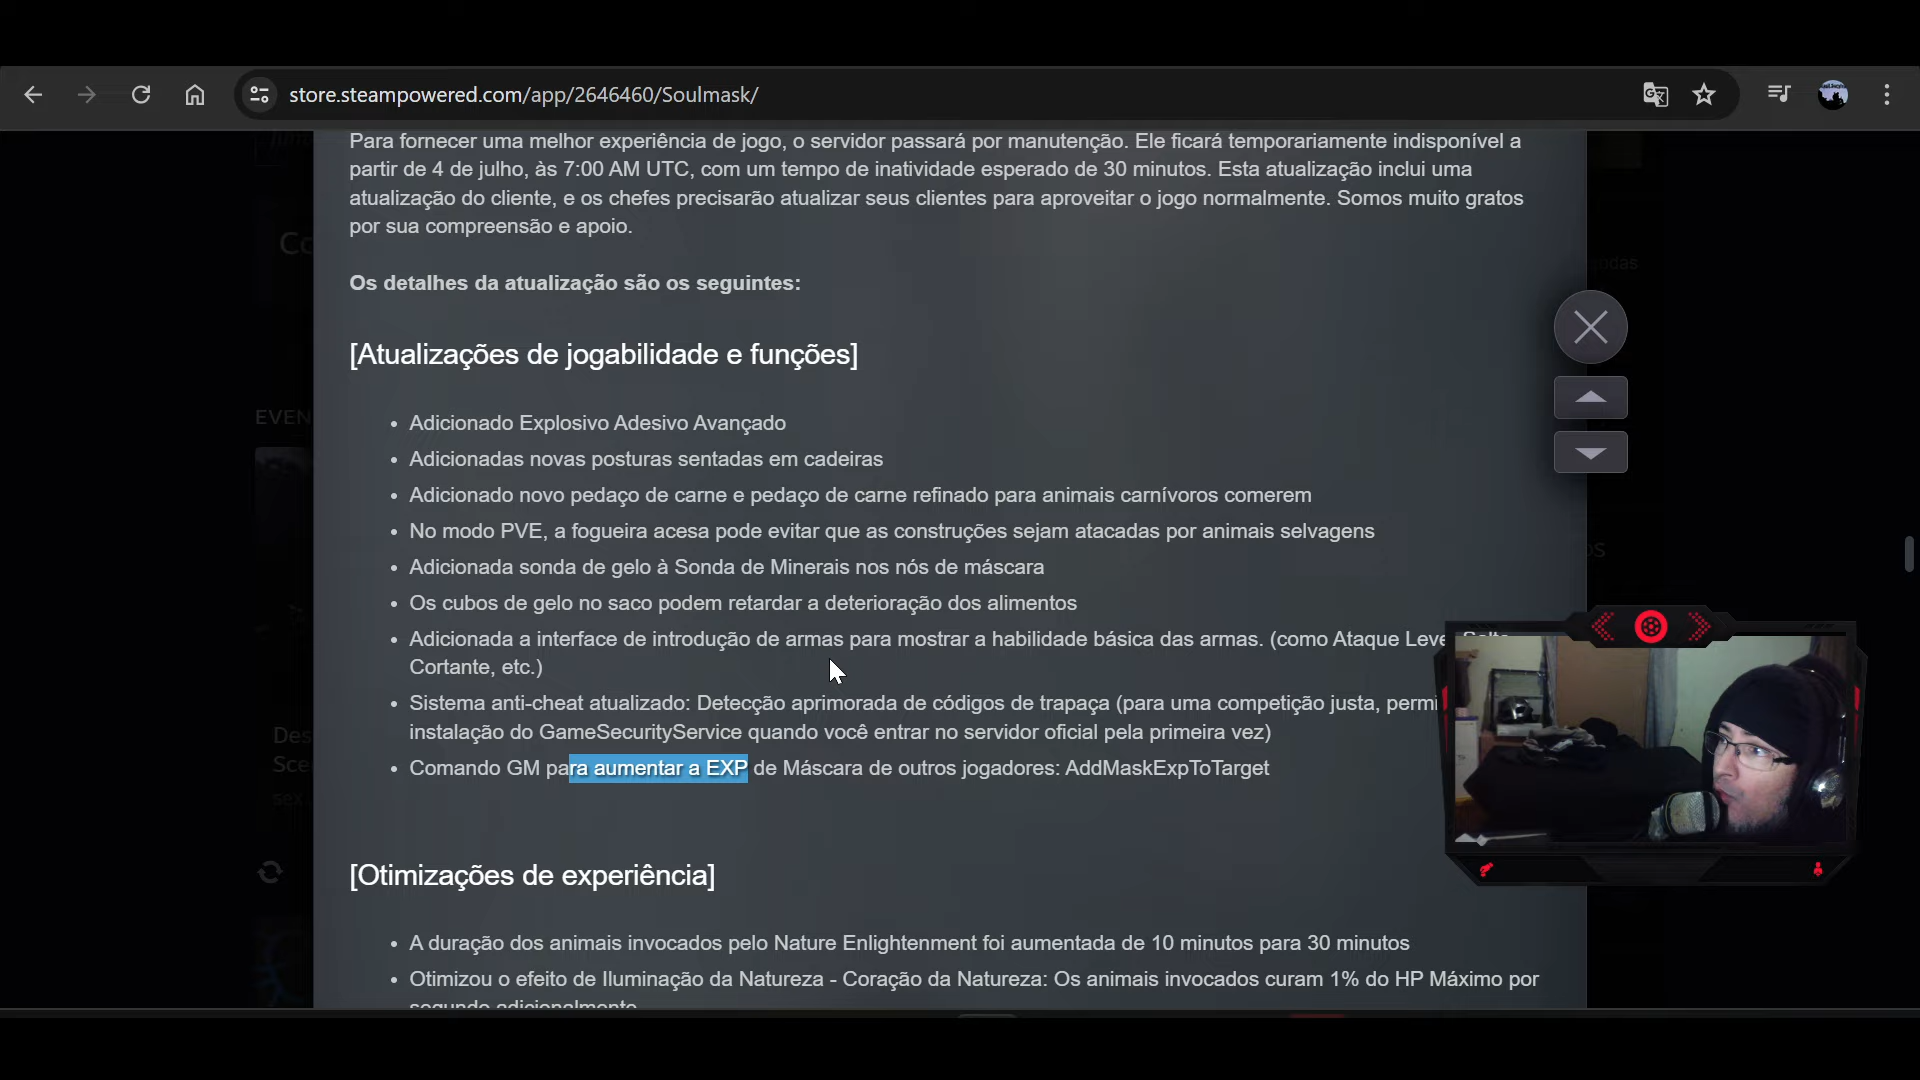 store.steampowered.com/app/2646460/Soulmask/
Para fornecer uma melhor experiência de jogo, o servidor passará por manutenção. Ele ficará temporariamente indisponível a
partir de 4 de julho, às 7:00 AM UTC, com um tempo de inatividade esperado de 30 minutos. Esta atualização inclui uma
atualização do cliente, e os chefes precisarão atualizar seus clientes para aproveitar o jogo normalmente. Somos muito gratos
por sua compreensão e apoio.
Co
Os detalhes da atualização são os seguintes:
[Atualizações de jogabilidade e funções]
EVEN
• Adicionado Explosivo Adesivo Avançado
• Adicionadas novas posturas sentadas em cadeiras
• Adicionado novo pedaço de carne e pedaço de carne refinado para animais carnívoros comerem
• No modo PVE, a fogueira acesa pode evitar que as construções sejam atacadas por animais selvagens
• Adicionada sonda de gelo à Sonda de Minerais nos nós de máscara
• Os cubos de gelo no saco podem retardar a deterioração dos alimentos
• Adicionada a interface de introdução de armas para mostrar a habilidade básica das armas. (como Ataque Leve
Cortante, etc.)
• Sistema anti-cheat atualizado: Detecção aprimorada de códigos de trapaça (para uma competição justa, permi
instalação do GameSecurityService quando você entrar no servidor oficial pela primeira vez)
Des
Sce
• Comando GM para aumentar a EXP de Máscara de outros jogadores: AddMaskExpToTarget
sex
[Otimizações de experiência]
• A duração dos animais invocados pelo Nature Enlightenment foi aumentada de 10 minutos para 30 minutos
• Otimizou o efeito de Iluminação da Natureza - Coração da Natureza: Os animais invocados curam 1% do HP Máximo por
segundo adicionalmente